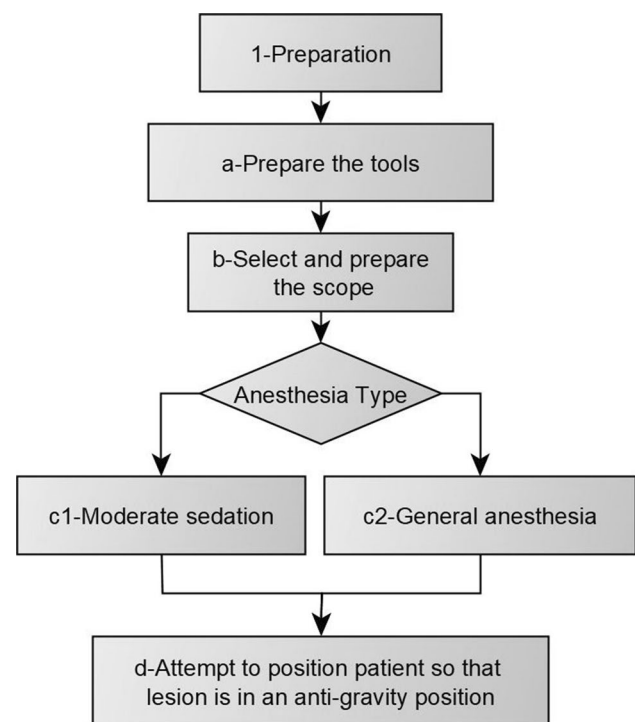 1-Preparation
a-Prepare the tools
b-Select and prepare
the scope
Anesthesia Type
c1-Moderate sedation
c2-General anesthesia
d-Attempt to position patient so that
lesion is in an anti-gravity position